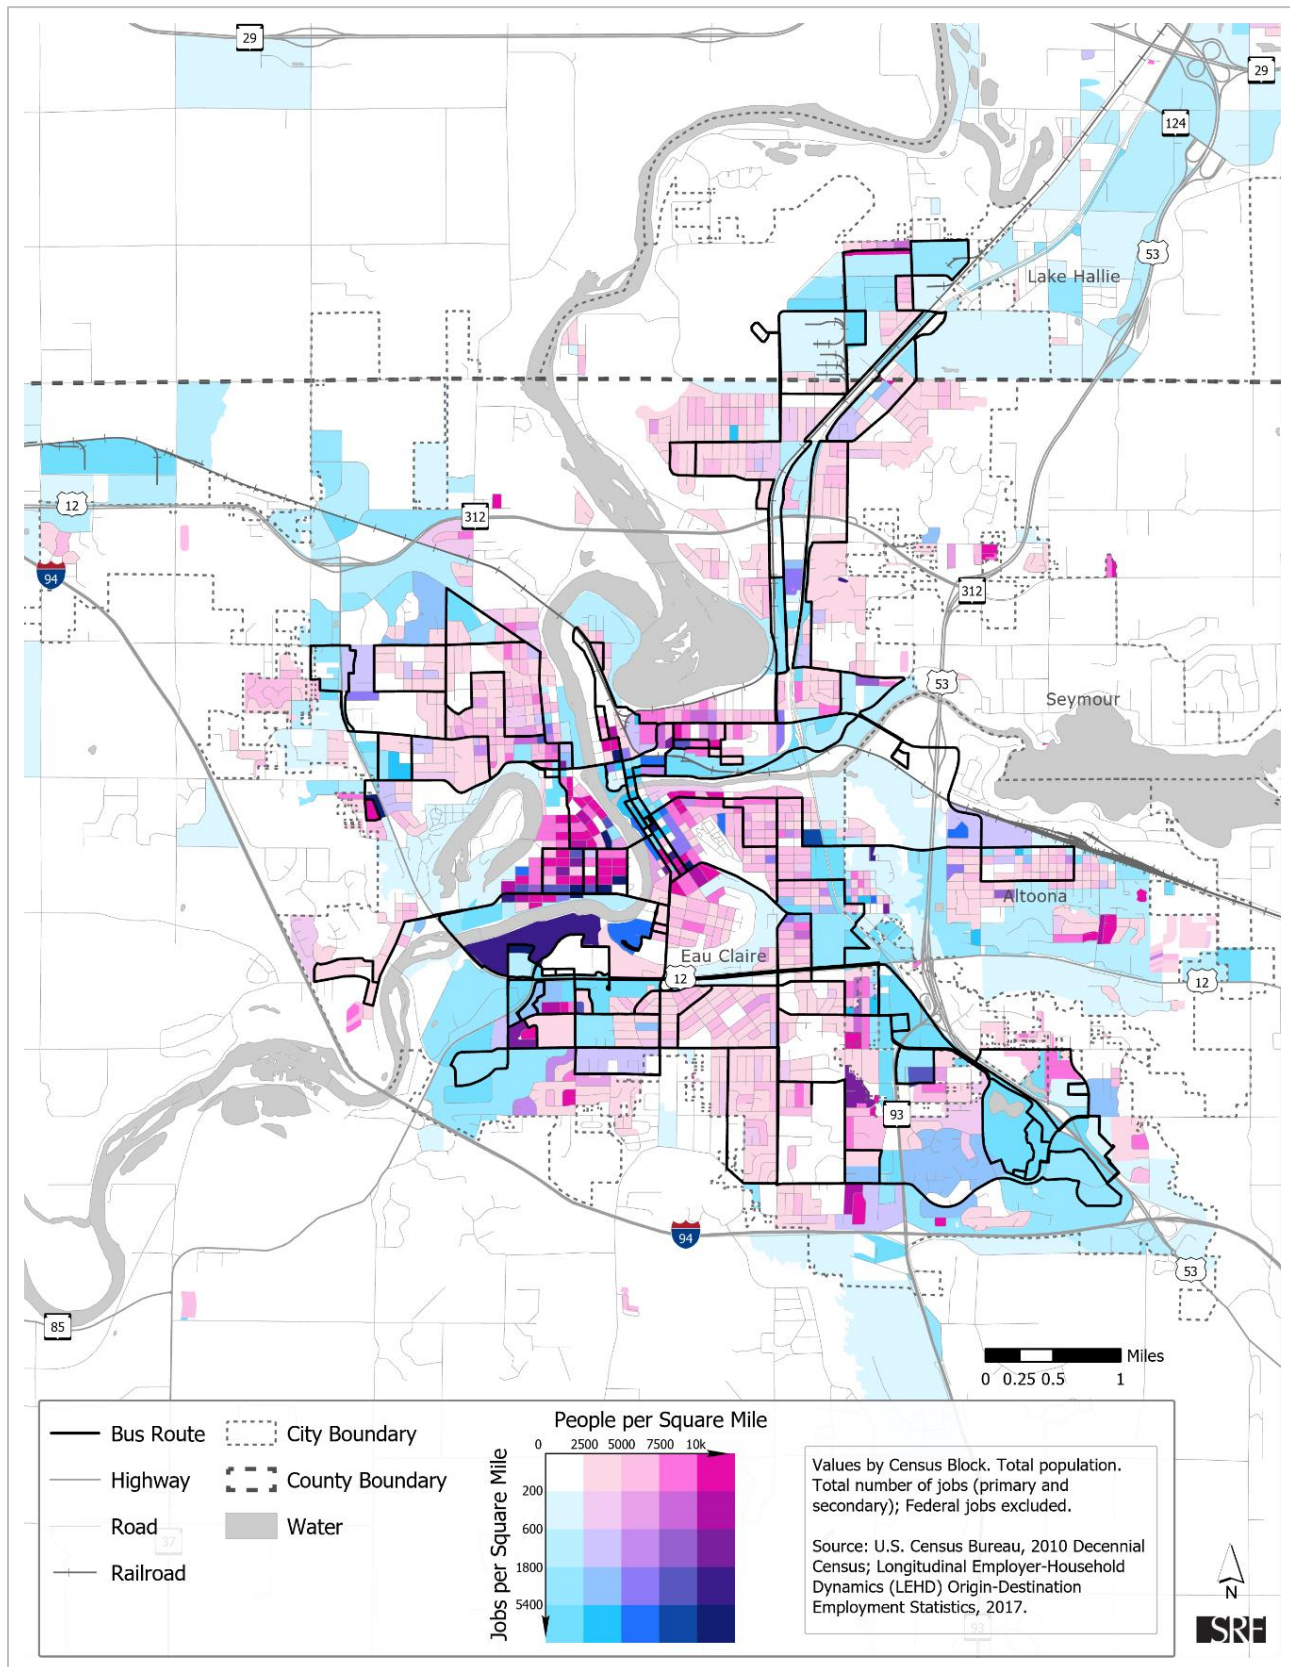 29
29
124
53
Lake Hallie
12
312
94
312
53
Seymour
Altoona
Eau Claire
12
12
93
94
53
85
Miles
0 0.25 0.5 1
Bus Route
City Boundary
Highway
County Boundary
Road
Water
37
Railroad
People per Square Mile
0 2500 5000 7500 10k
Jobs per Square Mile
200
600
1800
5400
Values by Census Block. Total population.
Total number of jobs (primary and
secondary); Federal jobs excluded.
Source: U.S. Census Bureau, 2010 Decennial
Census; Longitudinal Employer-Household
Dynamics (LEHD) Origin-Destination
Employment Statistics, 2017.
93
N
SRF